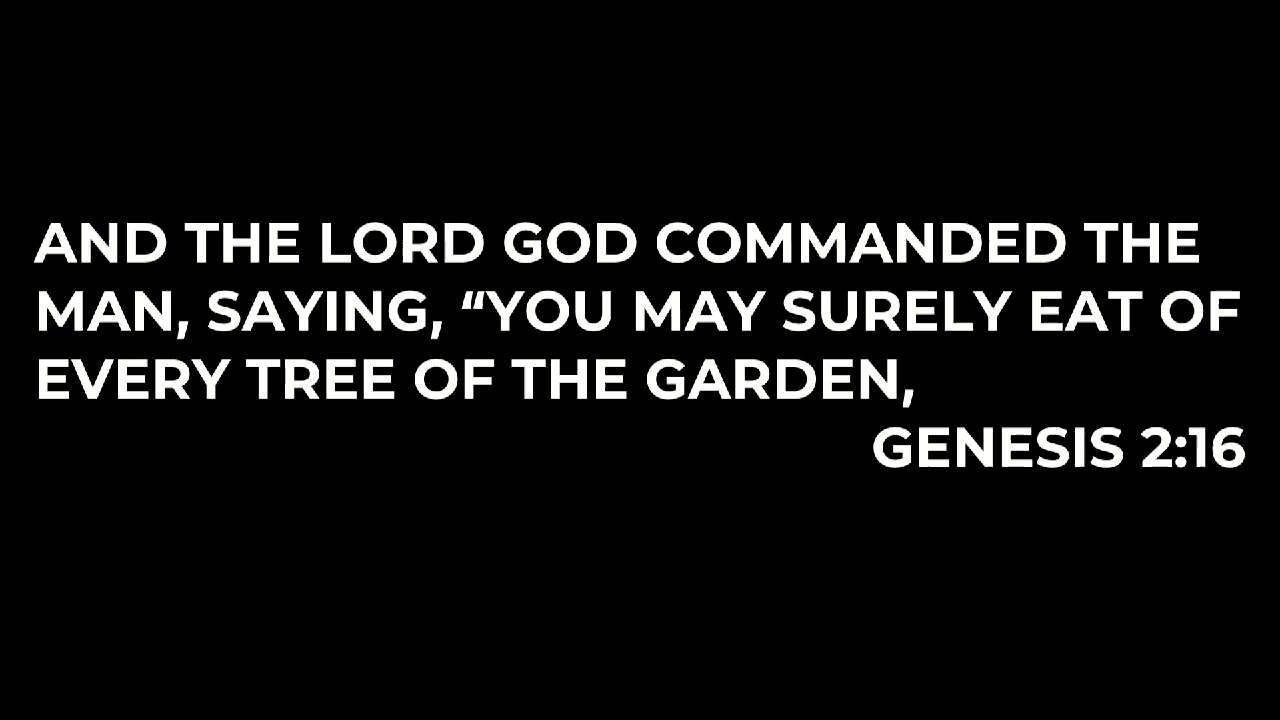 AND THE LORD GOD COMMANDED THE
MAN, SAYING, “YOU MAY SURELY EAT OF
EVERY TREE OF THE GARDEN,
GENESIS 2:16